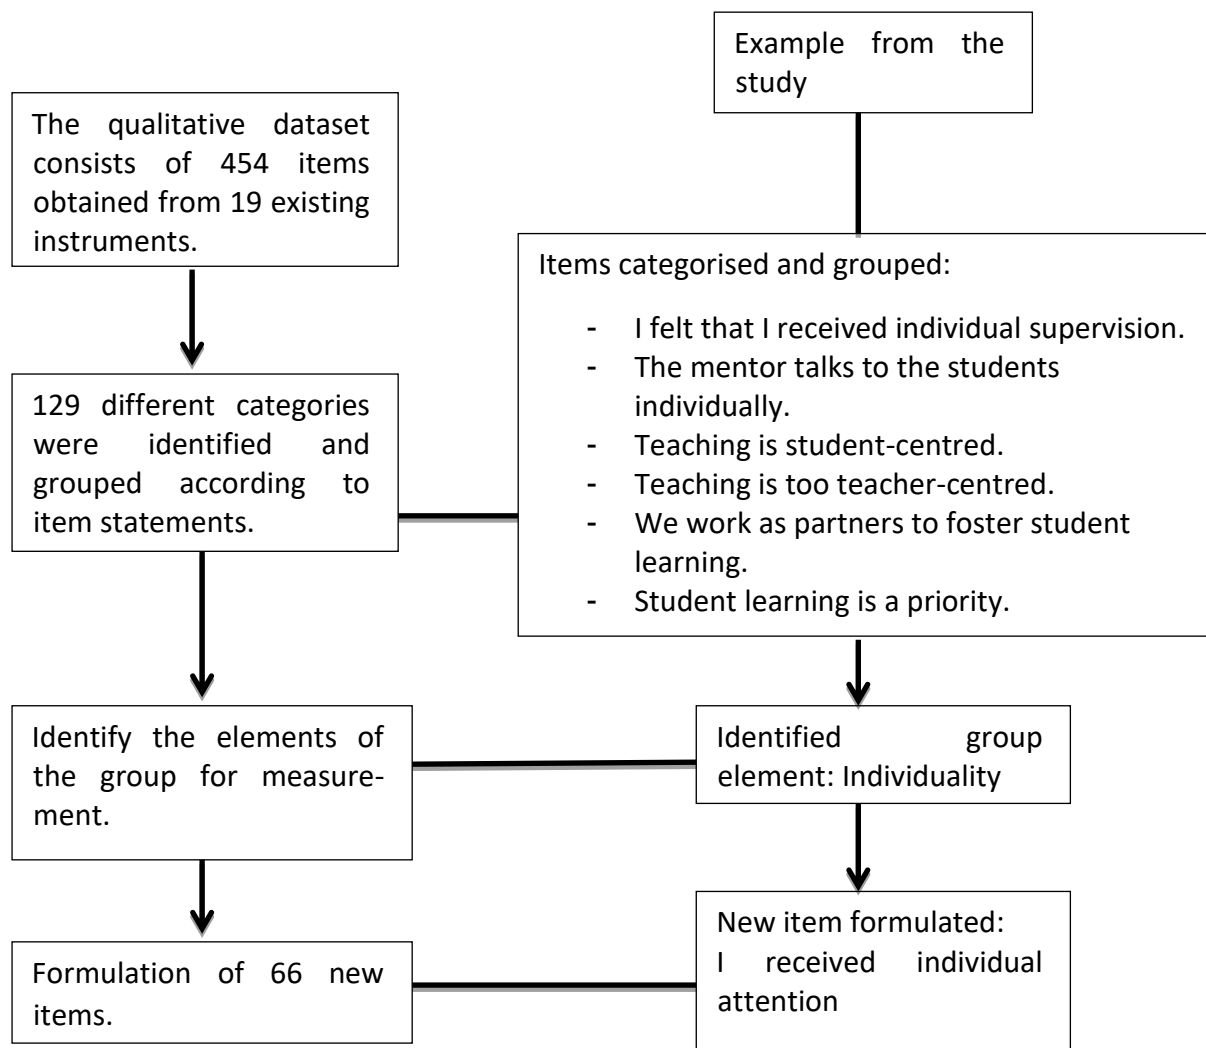 Example from the
study
The qualitative dataset
consists of 454 items
obtained from 19 existing
instruments.
Items categorised and grouped:
- I felt that I received individual supervision.
- The mentor talks to the students
individually.
- Teaching is student-centred.
- Teaching is too teacher-centred.
- We work as partners to foster student
learning.
- Student learning is a priority.
129 different categories
were identified and
grouped according to
item statements.
Identify the elements of
the group for measure-
ment.
Identified group
element: Individuality
New item formulated:
I received individual
attention
Formulation of 66 new
items.